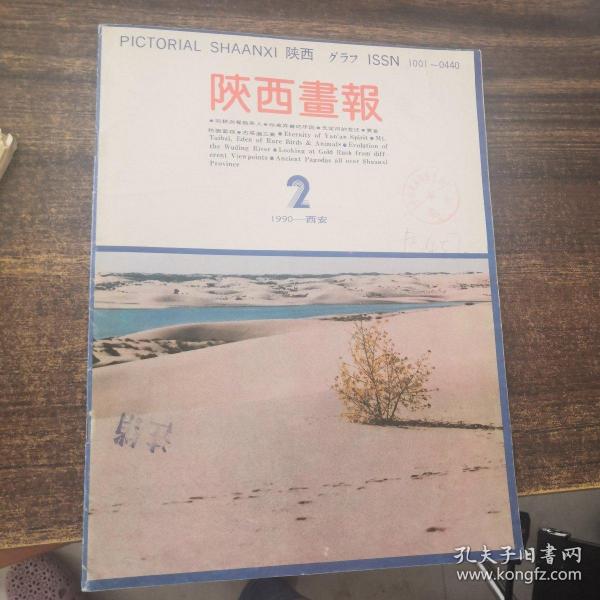 PICTORIAL SHAANXI 陕西 グラフ ISSN 1001-0440
陝西畫報
Eternity of Yan'an Spirit ● Mt.
Taibai, Eden of Rare Birds & Animals ● Evolution of
the Wuding River ● Looking at Gold Rush from diff
erent Viewpoints ● Ancient Pagodas all over Shaanxi
Province
2
1990—西安
孔夫子旧书网
www.kongfz.com